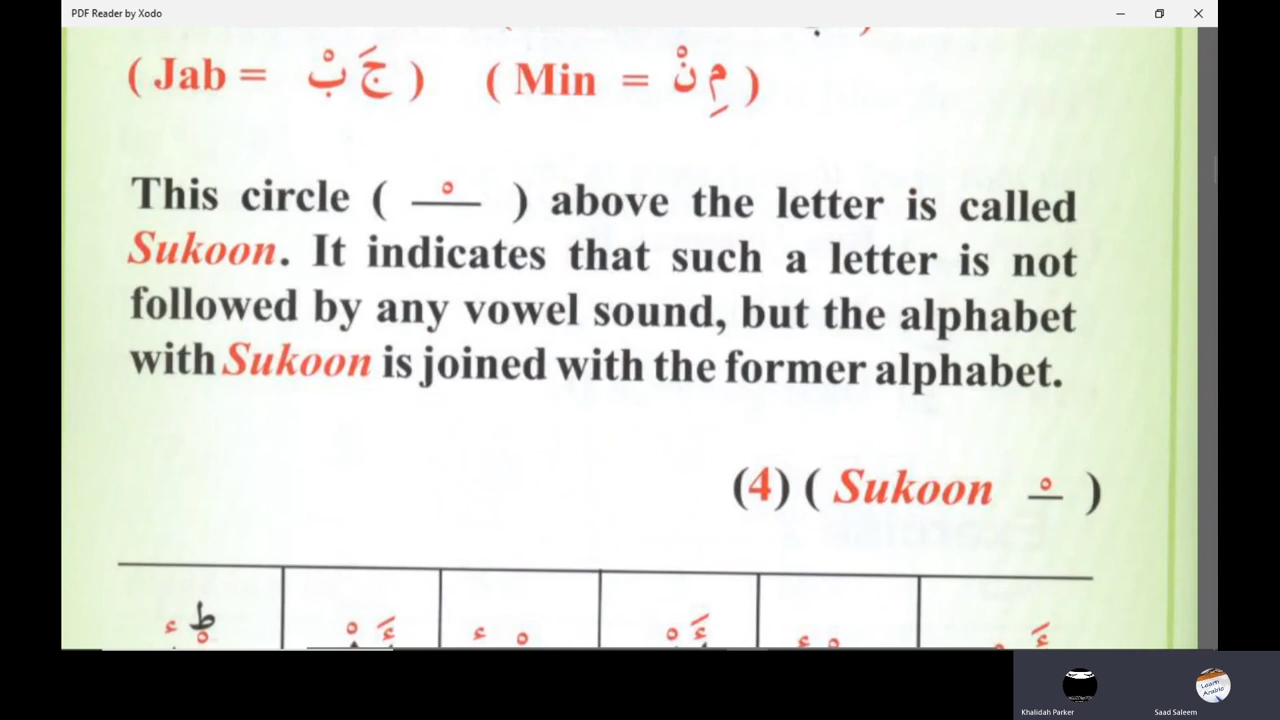 PDF Reader by Xodo
( Jab = جَ بْ ) ( Min = مِ نْ )
This circle ( ْ ) above the letter is called
Sukoon. It indicates that such a letter is not
followed by any vowel sound, but the alphabet
with Sukoon is joined with the former alphabet.
(4) ( Sukoon ْ )
Learn
Arabic
Khalidah Parker
Saad Saleem